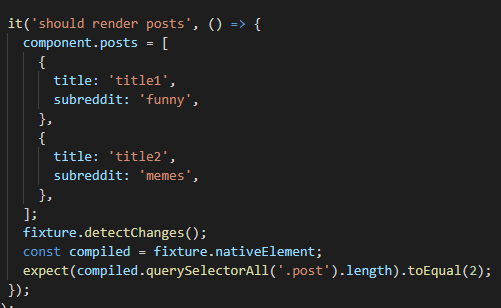 it('should render posts', () => {
component.posts = [
{
title: 'title1',
subreddit: 'funny',
},
{
title: 'title2',
subreddit: 'memes',
},
];
fixture.detectChanges();
const compiled = fixture.nativeElement;
expect(compiled.querySelectorAll('.post').length).toEqual(2);
});